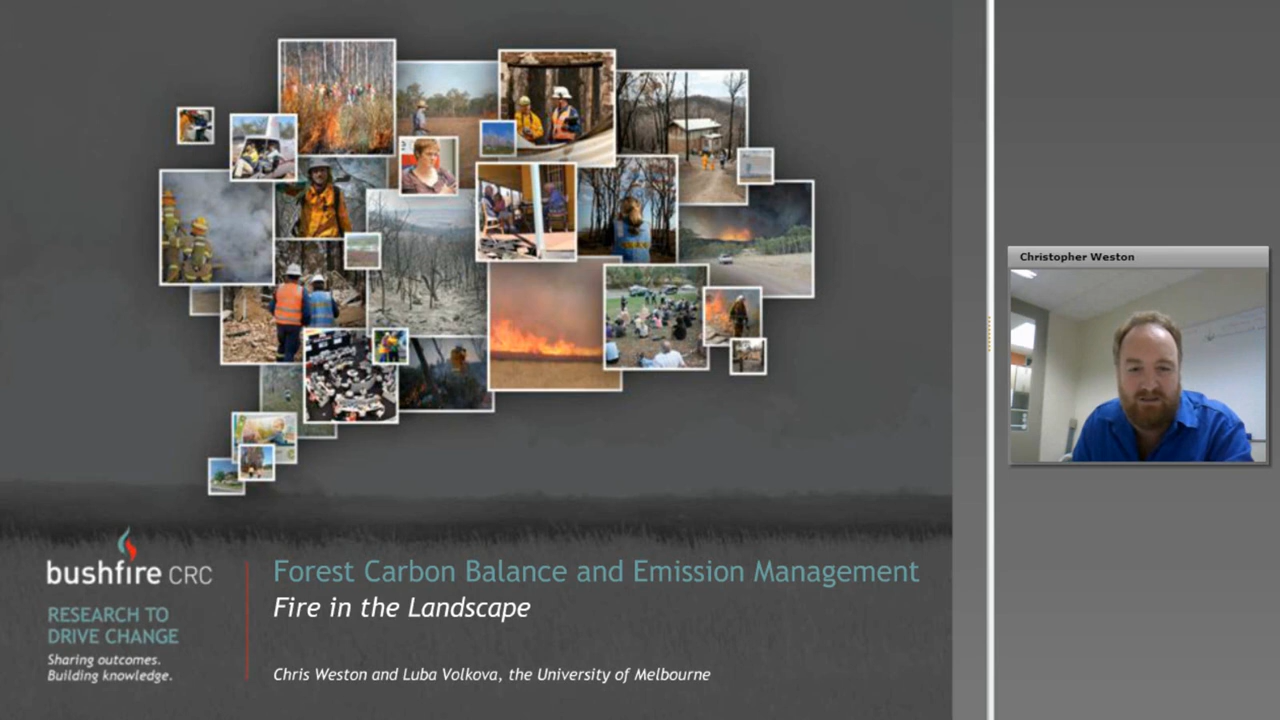 Christopher Weston
bushfire CRC
RESEARCH TO
DRIVE CHANGE
Sharing outcomes.
Building knowledge.
Forest Carbon Balance and Emission Management
Fire in the Landscape
Chris Weston and Luba Volkova, the University of Melbourne